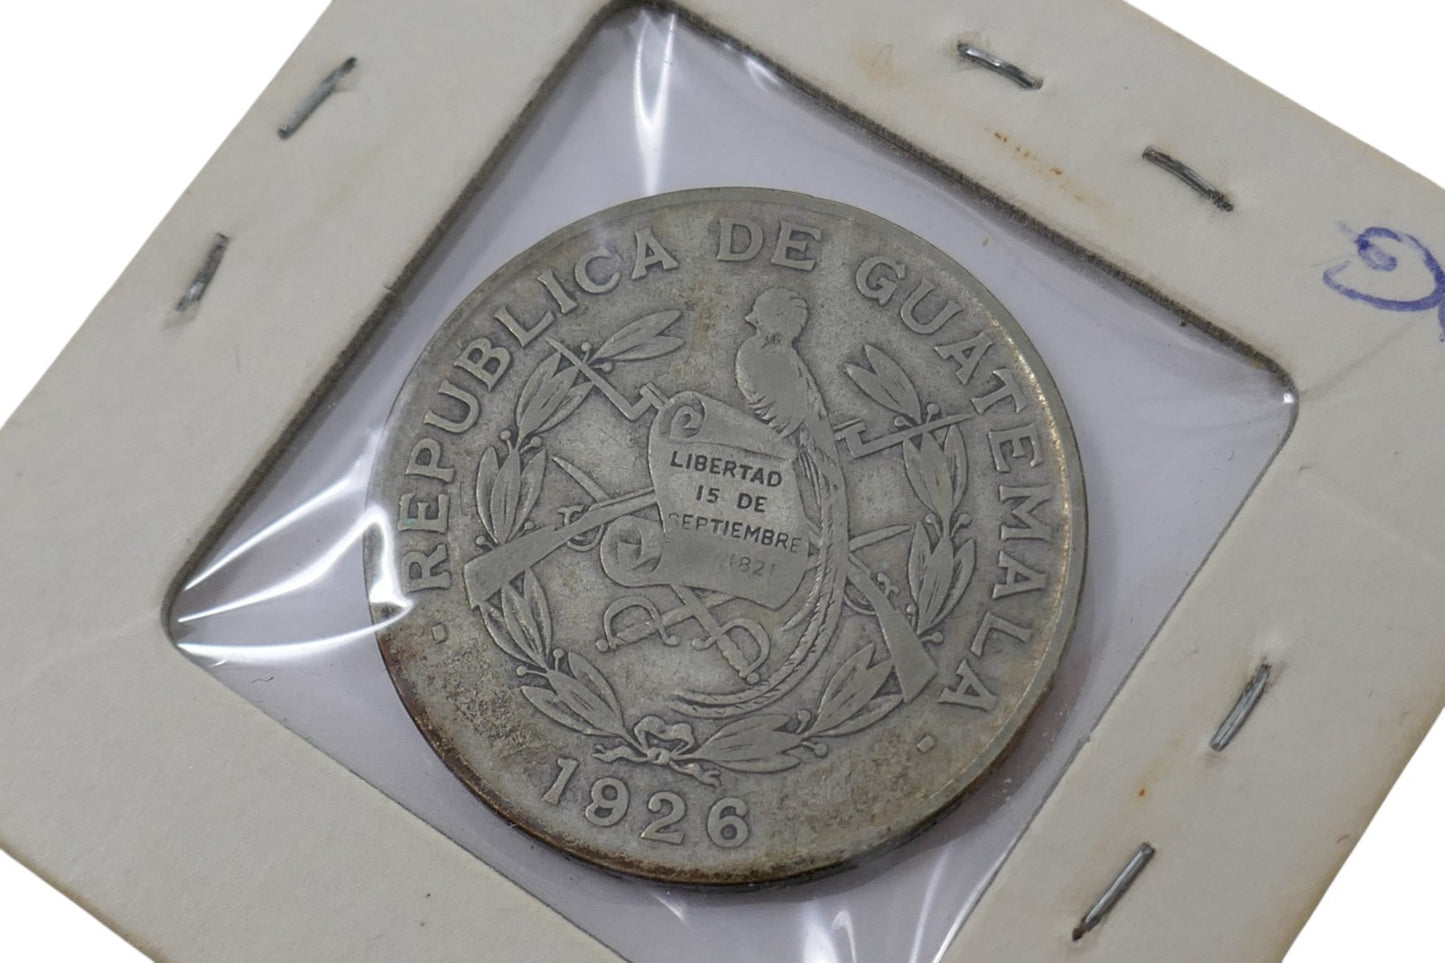 REPUBLICA DE GUATEMALA
LIBERTAD
15 DE
SEPTIEMBRE
1821
1926